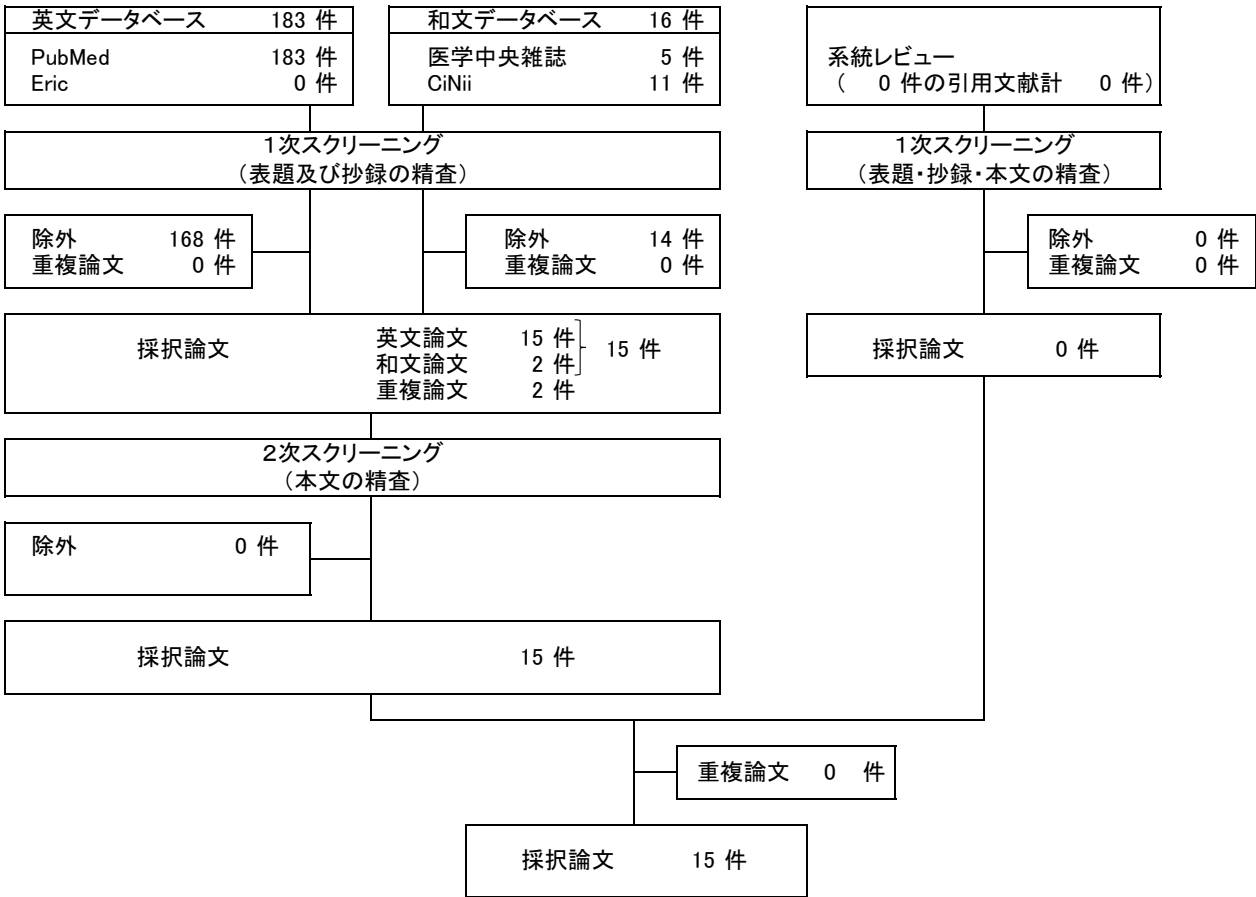 英文データベース 183 件
PubMed 183 件
Eric 0 件
和文データベース 16 件
医学中央雑誌 5 件
CiNii 11 件
系統レビュー
( 0 件の引用文献計 0 件)
1次スクリーニング
(表題及び抄録の精査)
1次スクリーニング
(表題・抄録・本文の精査)
除外 168 件
重複論文 0 件
除外 14 件
重複論文 0 件
除外 0 件
重複論文 0 件
採択論文 英文論文 15 件 15 件
和文論文 2 件
重複論文 2 件
採択論文 0 件
2次スクリーニング
(本文の精査)
除外 0 件
採択論文 15 件
重複論文 0 件
採択論文 15 件